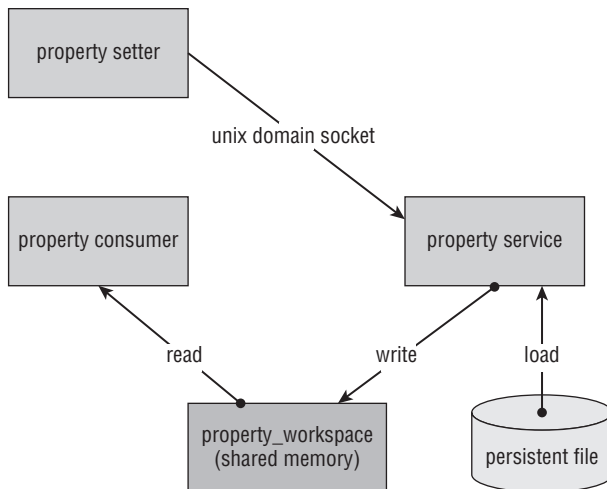 property setter
unix domain socket
property consumer
property service
read
write
load
property_workspace
(shared memory)
persistent file